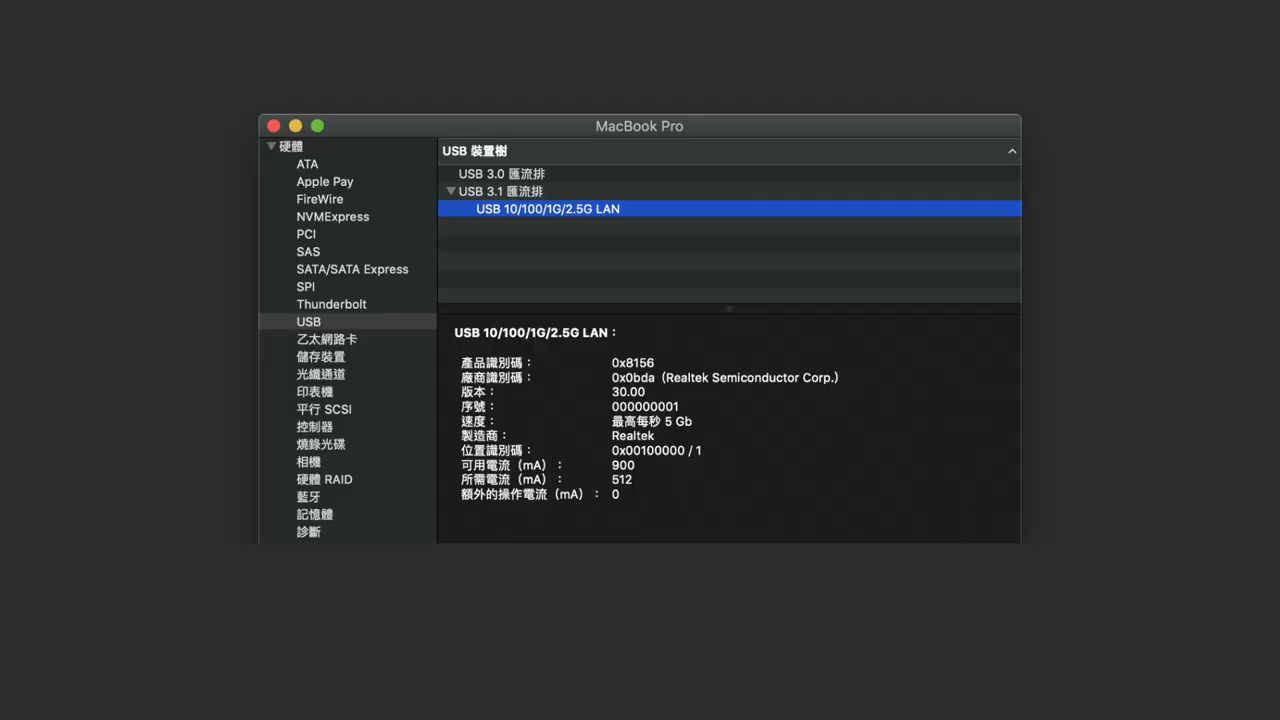 MacBook Pro
硬體
ATA
Apple Pay
FireWire
NVMExpress
PCI
SAS
SATA/SATA Express
SPI
Thunderbolt
USB
乙太網路卡
儲存裝置
光纖通道
印表機
平行 SCSI
控制器
燒錄光碟
相機
硬體 RAID
藍牙
記憶體
診斷
USB 裝置樹
USB 3.0 匯流排
USB 3.1 匯流排
USB 10/100/1G/2.5G LAN
USB 10/100/1G/2.5G LAN：
產品識別碼： 0x8156
廠商識別碼： 0x0bda（Realtek Semiconductor Corp.）
版本： 30.00
序號： 000000001
速度： 最高每秒 5 Gb
製造商： Realtek
位置識別碼： 0x00100000 / 1
可用電流（mA）： 900
所需電流（mA）： 512
額外的操作電流（mA）： 0